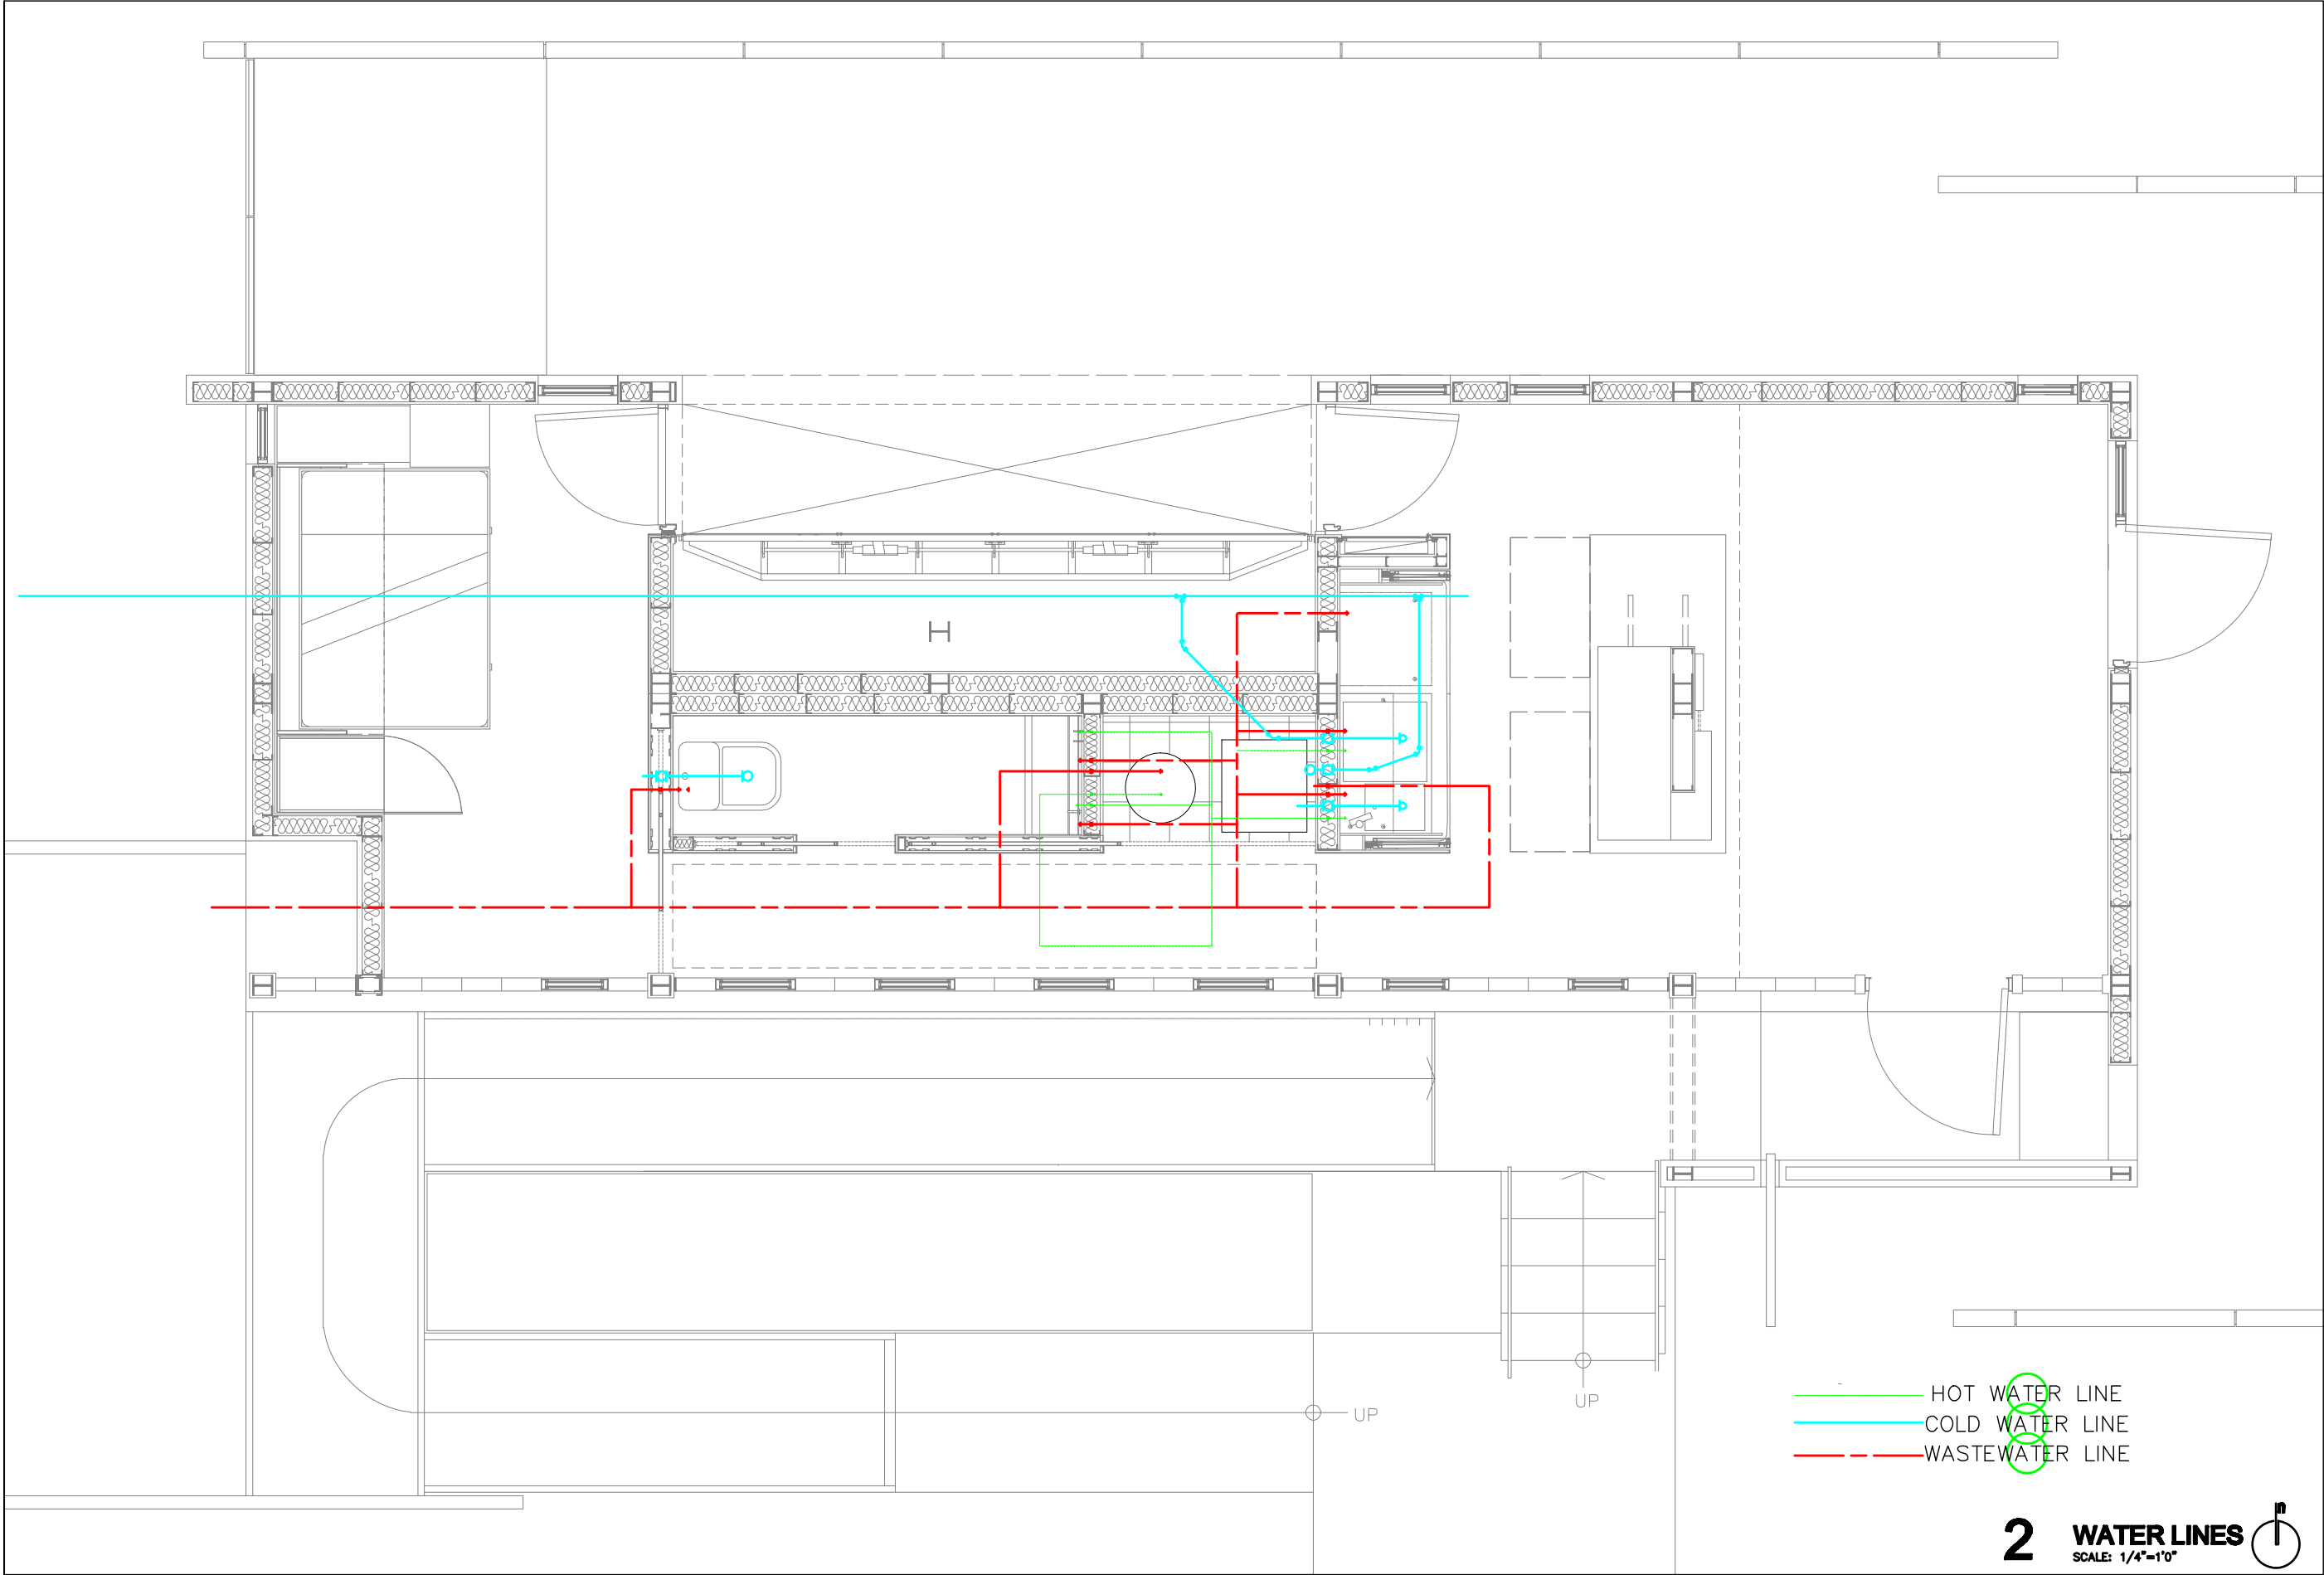 H
UP
UP
HOT WATER LINE
COLD WATER LINE
WASTEWATER LINE
n
2 WATER LINES
SCALE: 1/4"=1'0"